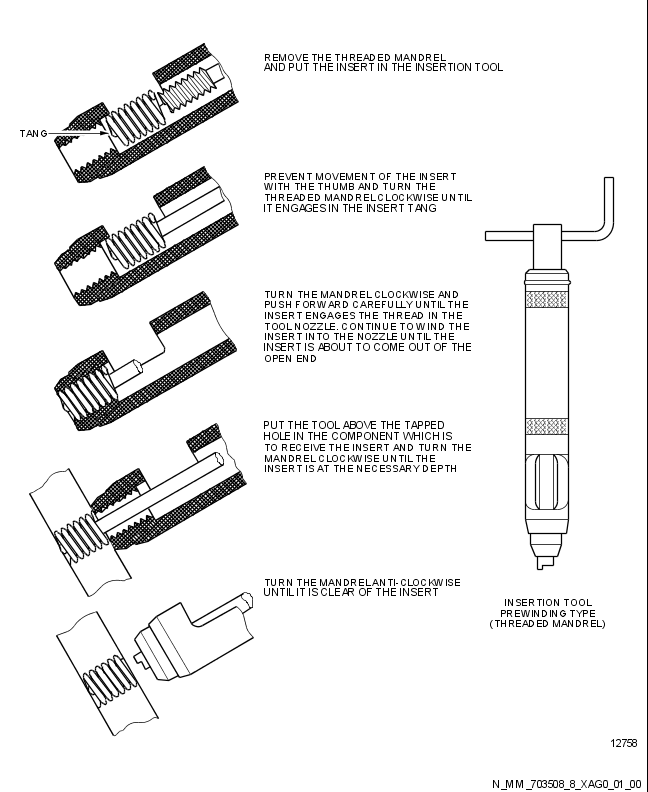 REMOVE THE THREADED MANDREL
AND PUT THE INSERT IN THE INSERTION TOOL
TANG
PREVENT MOVEMENT OF THE INSERT
WITH THE THUMB AND TURN THE
THREADED MANDREL CLOCKWISE UNTIL
IT ENGAGES IN THE INSERT TANG
TURN THE MANDREL CLOCKWISE AND
PUSH FORWARD CAREFULLY UNTIL THE
INSERT ENGAGES THE THREAD IN THE
TOOL NOZZLE. CONTINUE TO WIND THE
INSERT INTO THE NOZZLE UNTIL THE
INSERT IS ABOUT TO COME OUT OF THE
OPEN END
PUT THE TOOL ABOVE THE TAPPED
HOLE IN THE COMPONENT WHICH IS
TO RECEIVE THE INSERT AND TURN THE
MANDREL CLOCKWISE UNTIL THE
INSERT IS AT THE NECESSARY DEPTH
TURN THE MANDREL ANTI-CLOCKWISE
UNTIL IT IS CLEAR OF THE INSERT
INSERTION TOOL
PREWINDING TYPE
(THREADED MANDREL)
12758
N_MM_703508_8_XAG0_01_00